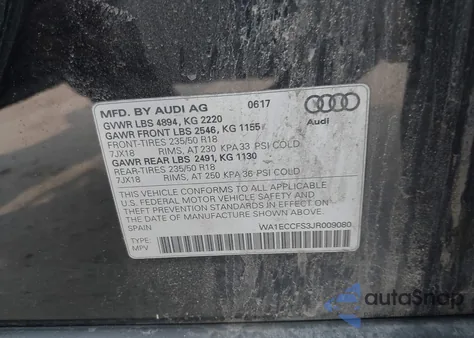 MFD. BY AUDI AG 0617
GVWR LBS 4894, KG 2220
GAWR FRONT LBS 2546, KG 1155
FRONT-TIRES 235/50 R18
7JX18 RIMS, AT 230 KPA 33 PSI COLD
GAWR REAR LBS 2491, KG 1130
REAR-TIRES 235/50 R18
7JX18 RIMS, AT 250 KPA 36 PSI COLD
THIS VEHICLE CONFORMS TO ALL APPLICABLE
U.S. FEDERAL MOTOR VEHICLE SAFETY AND
THEFT PREVENTION STANDARDS IN EFFECT ON
THE DATE OF MANUFACTURE SHOWN ABOVE.
SPAIN WA1ECCFS3JR009080
TYPE:
MPV
Audi
autoSnap